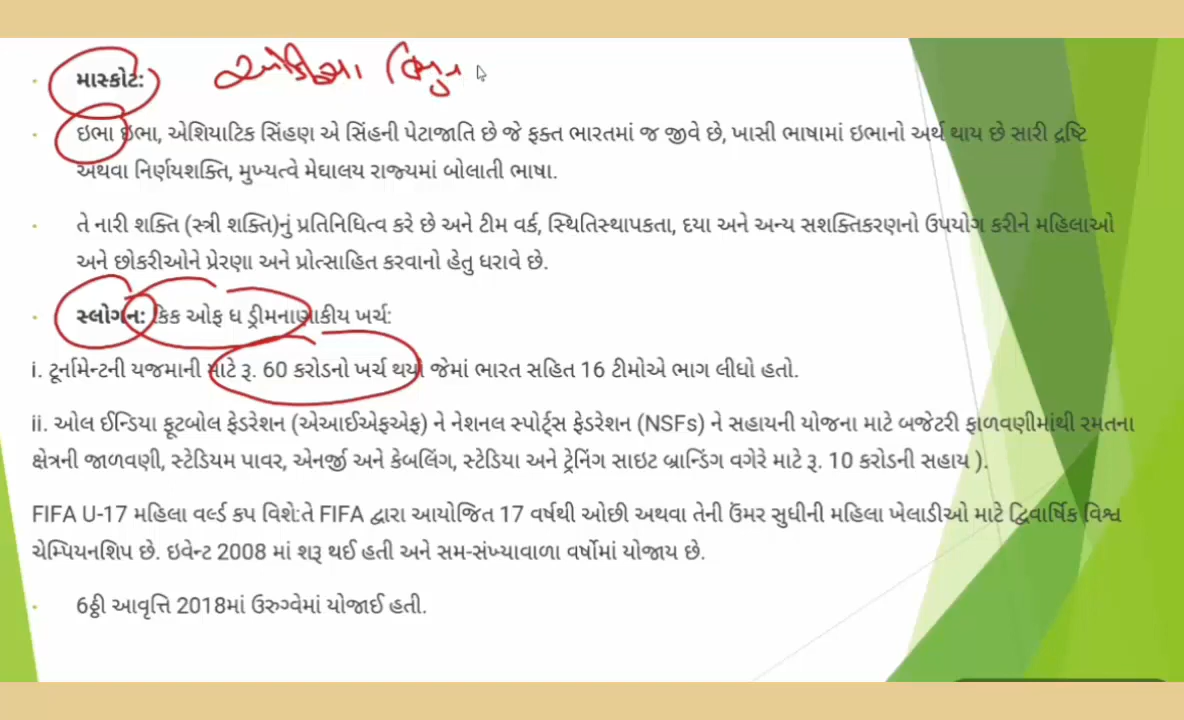 માસ્કોટ:
ઇભા ઇભા, એશિયાટિક સિંહણ એ સિંહની પેટાજાતિ છે જે ફક્ત ભારતમાં જ જીવે છે, ખાસી ભાષામાં ઇભાનો અર્થ થાય છે સારી દ્રષ્ટિ
અથવા નિર્ણયશક્તિ, મુખ્યત્વે મેઘાલય રાજ્યમાં બોલાતી ભાષા.
તે નારી શક્તિ (સ્ત્રી શક્તિ)નું પ્રતિનિધિત્વ કરે છે અને ટીમ વર્ક, સ્થિતિસ્થાપકતા, દયા અને અન્ય સશક્તિકરણનો ઉપયોગ કરીને મહિલાઓ
અને છોકરીઓને પ્રેરણા અને પ્રોત્સાહિત કરવાનો હેતુ ધરાવે છે.
સ્લોગન: કિક ઓફ ધ ડ્રીમનાણાકીય ખર્ચ:
i. ટૂર્નામેન્ટની યજમાની માટે રૂ. 60 કરોડનો ખર્ચ થયો જેમાં ભારત સહિત 16 ટીમોએ ભાગ લીધો હતો.
ii. ઓલ ઈન્ડિયા ફૂટબોલ ફેડરેશન (એઆઈએફએફ) ને નેશનલ સ્પોર્ટ્સ ફેડરેશન (NSFs) ને સહાયની યોજના માટે બજેટરી ફાળવણીમાંથી રમતના
ક્ષેત્રની જાળવણી, સ્ટેડિયમ પાવર, એનર્જી અને કેબલિંગ, સ્ટેડિયા અને ટ્રેનિંગ સાઇટ બ્રાન્ડિંગ વગેરે માટે રૂ. 10 કરોડની સહાય ).
FIFA U-17 મહિલા વર્લ્ડ કપ વિશે:તે FIFA દ્વારા આયોજિત 17 વર્ષથી ઓછી અથવા તેની ઉંમર સુધીની મહિલા ખેલાડીઓ માટે દ્વિવાર્ષિક વિશ્વ
ચેમ્પિયનશિપ છે. ઇવેન્ટ 2008 માં શરૂ થઈ હતી અને સમ-સંખ્યાવાળા વર્ષોમાં યોજાય છે.
6ઠ્ઠી આવૃત્તિ 2018માં ઉરુગ્વેમાં યોજાઈ હતી.